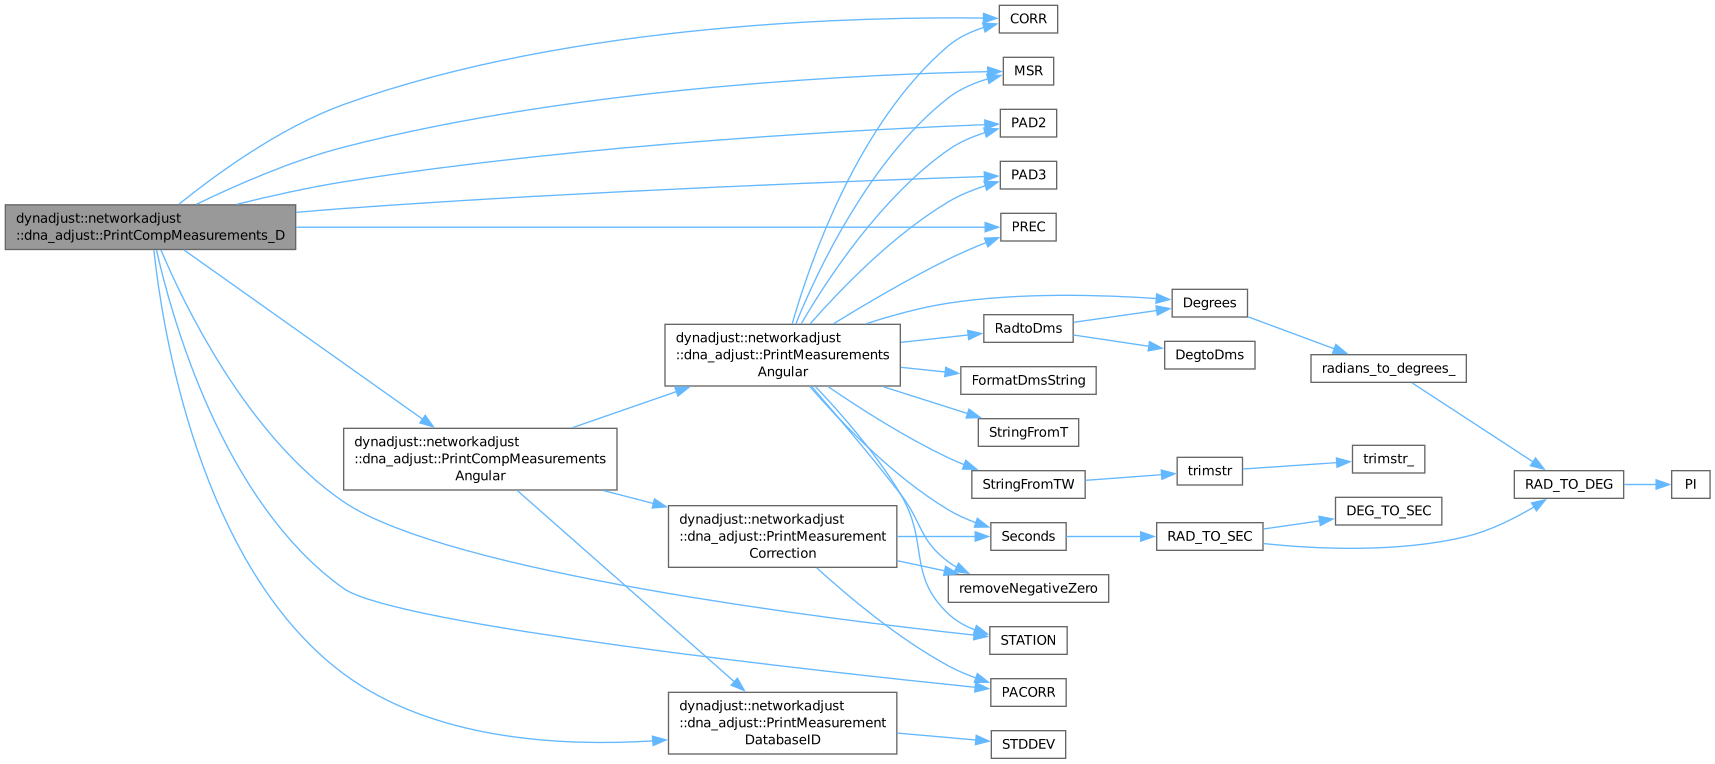 dynadjust::networkadjust
::dna_adjust::PrintCompMeasurements_D
dynadjust::networkadjust
::dna_adjust::PrintCompMeasurements
Angular
dynadjust::networkadjust
::dna_adjust::PrintMeasurements
Angular
dynadjust::networkadjust
::dna_adjust::PrintMeasurement
Correction
dynadjust::networkadjust
::dna_adjust::PrintMeasurement
DatabaseID
CORR
MSR
PAD2
PAD3
PREC
RadtoDms
FormatDmsString
StringFromT
StringFromTW
Seconds
removeNegativeZero
STATION
PACORR
STDDEV
Degrees
DegtoDms
trimstr
RAD_TO_SEC
radians_to_degrees_
trimstr_
DEG_TO_SEC
RAD_TO_DEG
PI